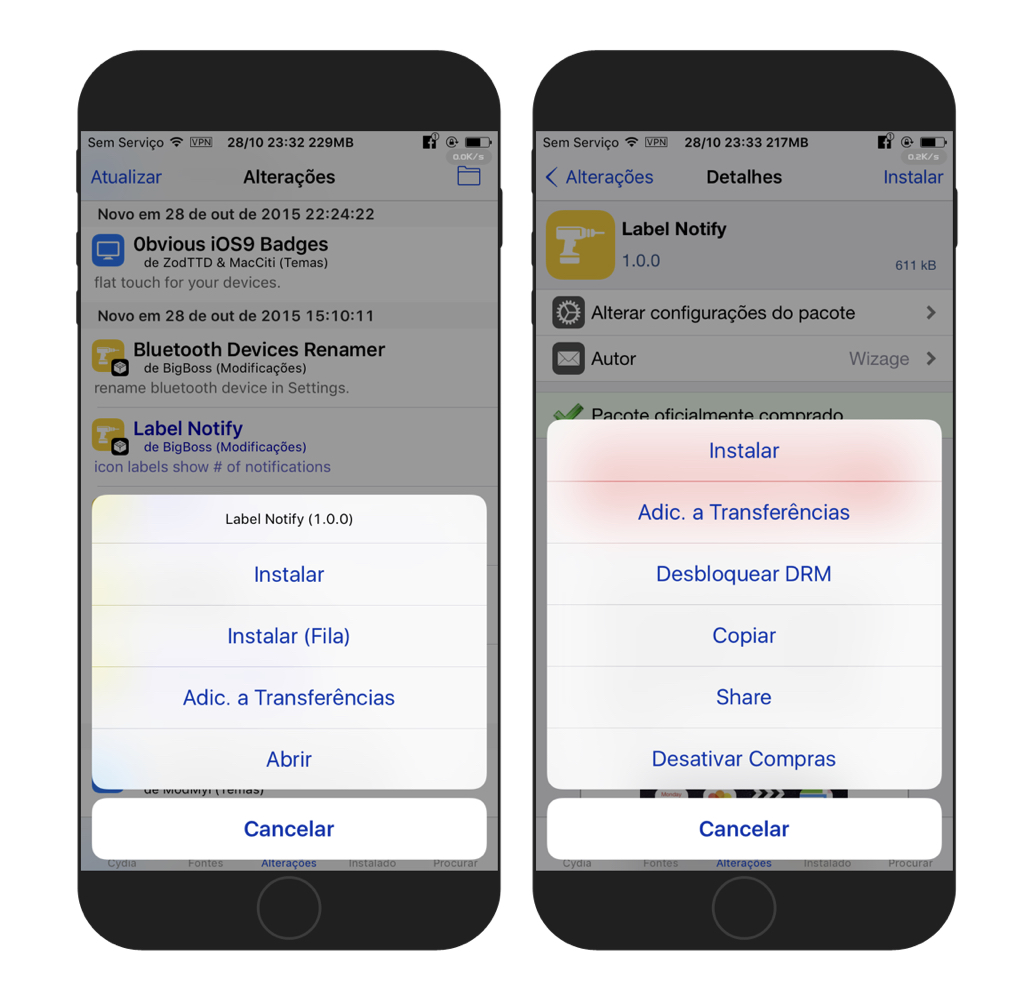 Sem Serviço VPN 28/10 23:32 229MB
0.0K/s
Atualizar Alterações
Novo em 28 de out de 2015 22:24:22
0bvious iOS9 Badges
de ZodTTD & MacCiti (Temas)
flat touch for your devices.
Novo em 28 de out de 2015 15:10:11
Bluetooth Devices Renamer
de BigBoss (Modificações)
rename bluetooth device in Settings.
Label Notify
de BigBoss (Modificações)
icon labels show # of notifications
Label Notify (1.0.0)
Instalar
Instalar (Fila)
Adic. a Transferências
Abrir
de ModMyi (Temas)
Cancelar
Cydia Fontes Alterações Instalado Procurar
Sem Serviço VPN 28/10 23:33 217MB
0.2K/s
Alterações Detalhes Instalar
Label Notify
1.0.0
611 kB
Alterar configurações do pacote
Autor Wizage
Pacote oficialmente comprado
Instalar
Adic. a Transferências
Desbloquear DRM
Copiar
Share
Desativar Compras
Monday
Cancelar
Cydia Fontes Alterações Instalado Procurar